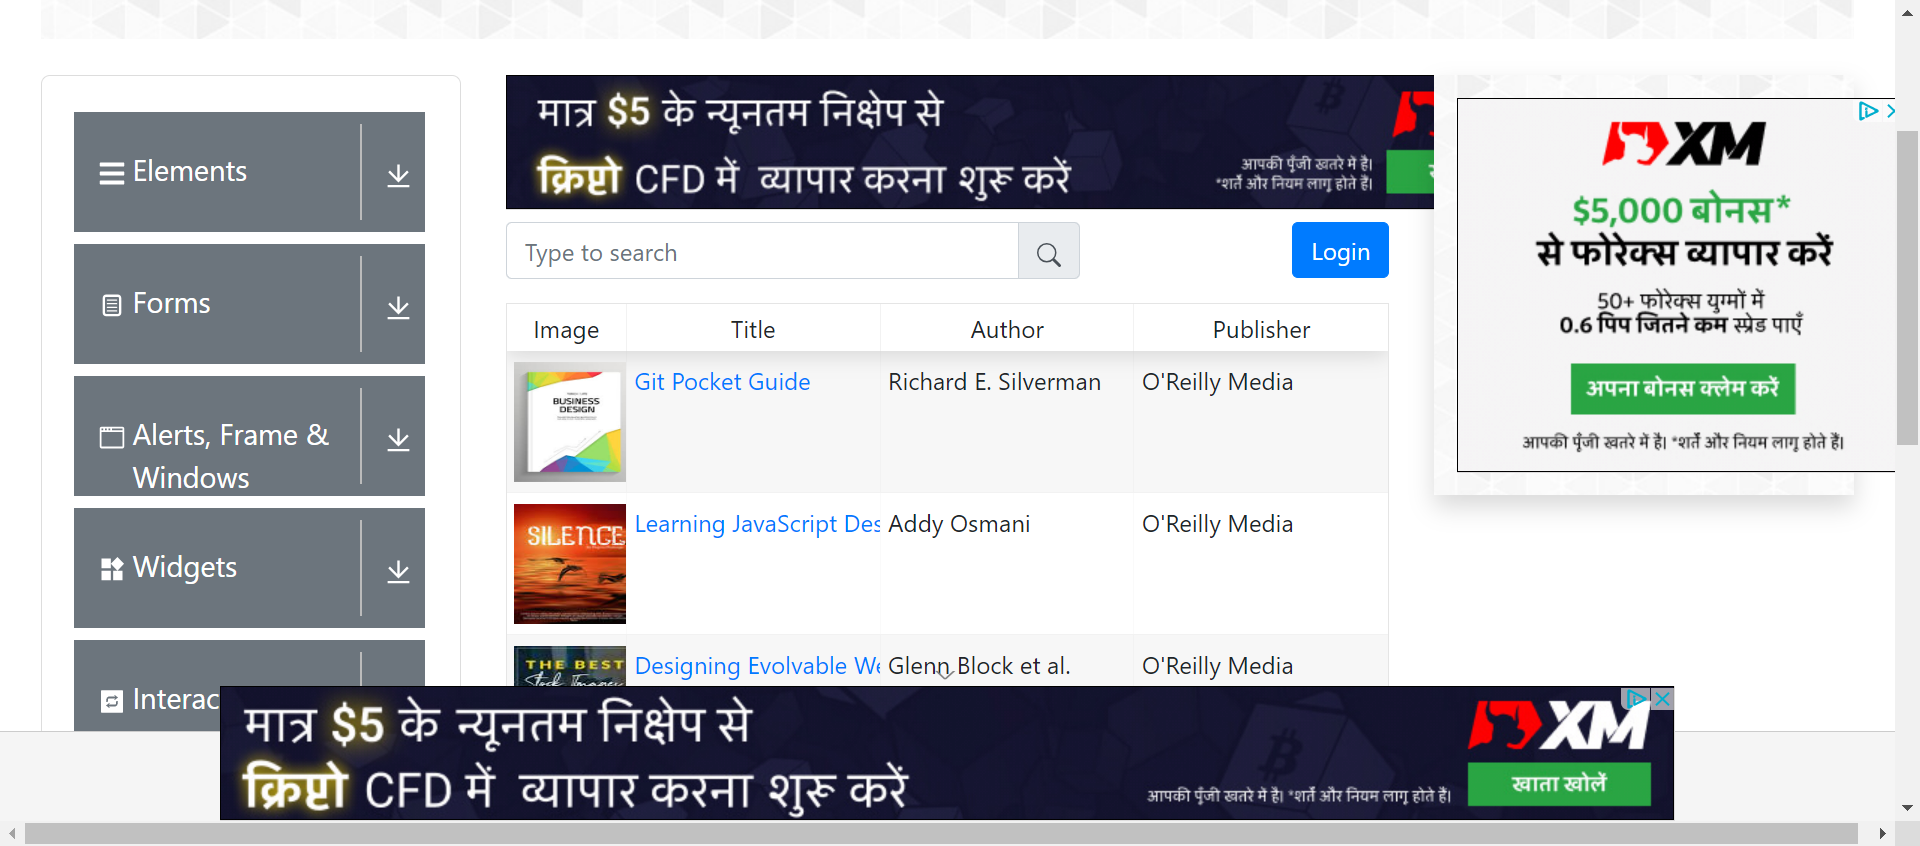 मात्र $5 के न्यूनतम निक्षेप से
क्रिप्टो CFD में व्यापार करना शुरू करें
आपकी पूँजी खतरे में है।
*शर्तें और नियम लागू होते हैं।
XM
$5,000 बोनस*
से फोरेक्स व्यापार करें
50+ फोरेक्स युग्मों में
0.6 पिप जितने कम स्प्रेड पाएँ
अपना बोनस क्लेम करें
आपकी पूँजी खतरे में है। *शर्तें और नियम लागू होते हैं।
Elements
Forms
Alerts, Frame &
Windows
Widgets
Interac
Type to search
Login
Image Title Author Publisher
BUSINESS
DESIGN
Git Pocket Guide Richard E. Silverman O'Reilly Media
SILENCE
Learning JavaScript Des Addy Osmani O'Reilly Media
THE BEST
Designing Evolvable We Glenn Block et al. O'Reilly Media
मात्र $5 के न्यूनतम निक्षेप से
क्रिप्टो CFD में व्यापार करना शुरू करें
आपकी पूँजी खतरे में है। *शर्तें और नियम लागू होते हैं।
XM
खाता खोलें